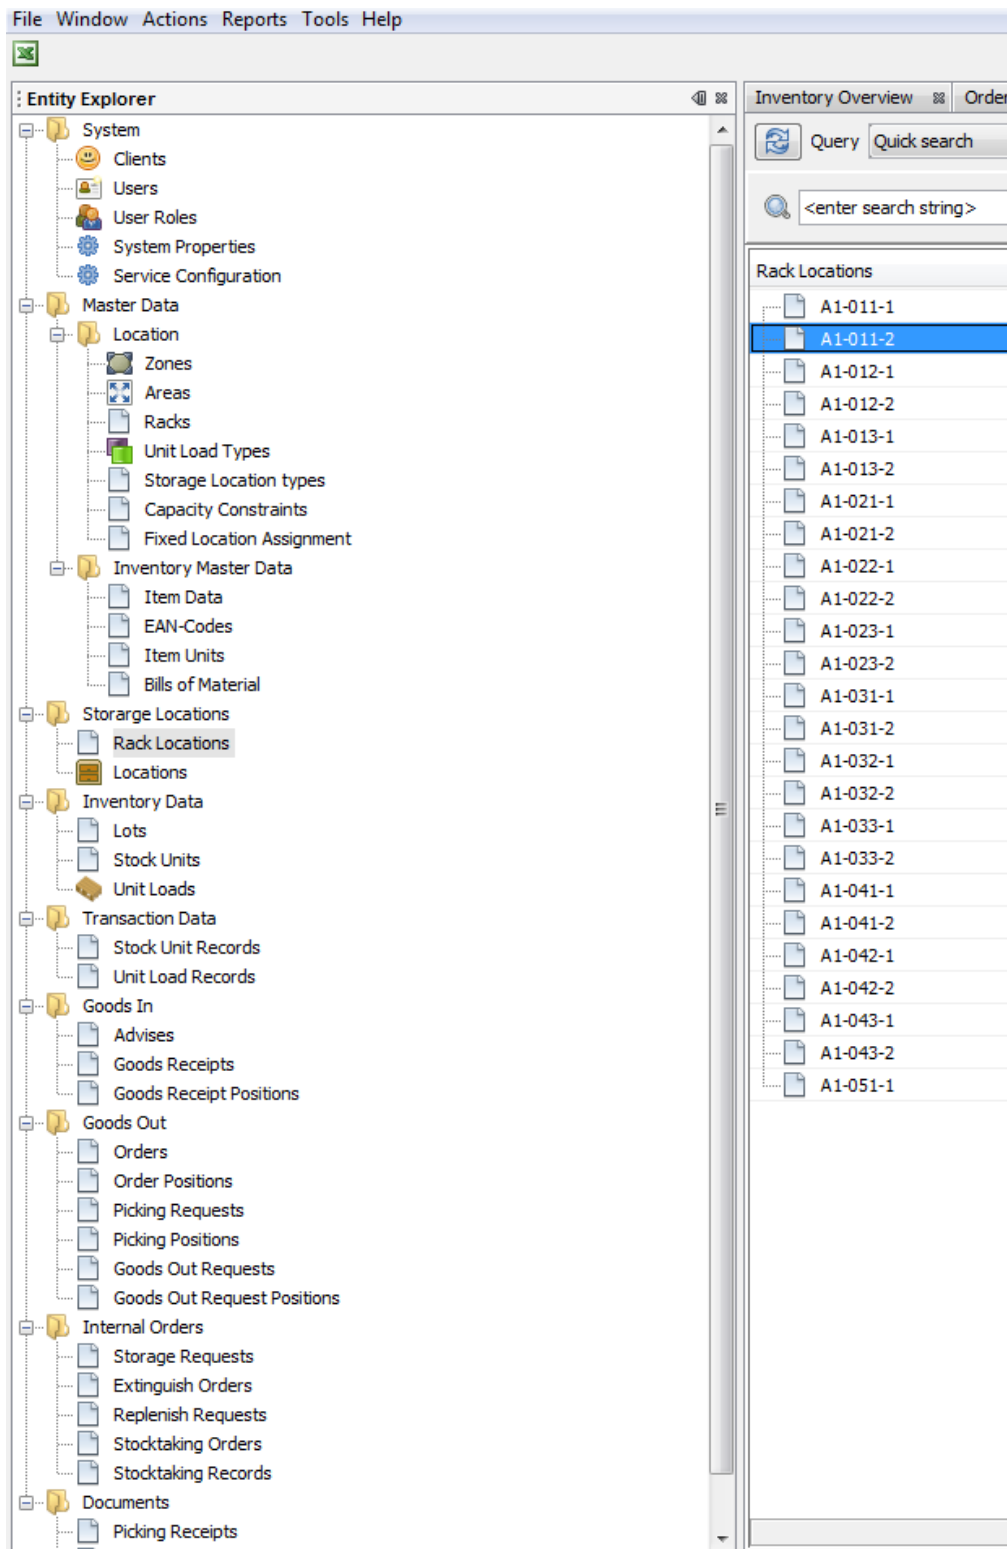 File Window Actions Reports Tools Help
Entity Explorer
System
Clients
Users
User Roles
System Properties
Service Configuration
Master Data
Location
Zones
Areas
Racks
Unit Load Types
Storage Location types
Capacity Constraints
Fixed Location Assignment
Inventory Master Data
Item Data
EAN-Codes
Item Units
Bills of Material
Storarge Locations
Rack Locations
Locations
Inventory Data
Lots
Stock Units
Unit Loads
Transaction Data
Stock Unit Records
Unit Load Records
Goods In
Advises
Goods Receipts
Goods Receipt Positions
Goods Out
Orders
Order Positions
Picking Requests
Picking Positions
Goods Out Requests
Goods Out Request Positions
Internal Orders
Storage Requests
Extinguish Orders
Replenish Requests
Stocktaking Orders
Stocktaking Records
Documents
Picking Receipts
Inventory Overview Order
Query Quick search
<enter search string>
Rack Locations
A1-011-1
A1-011-2
A1-012-1
A1-012-2
A1-013-1
A1-013-2
A1-021-1
A1-021-2
A1-022-1
A1-022-2
A1-023-1
A1-023-2
A1-031-1
A1-031-2
A1-032-1
A1-032-2
A1-033-1
A1-033-2
A1-041-1
A1-041-2
A1-042-1
A1-042-2
A1-043-1
A1-043-2
A1-051-1